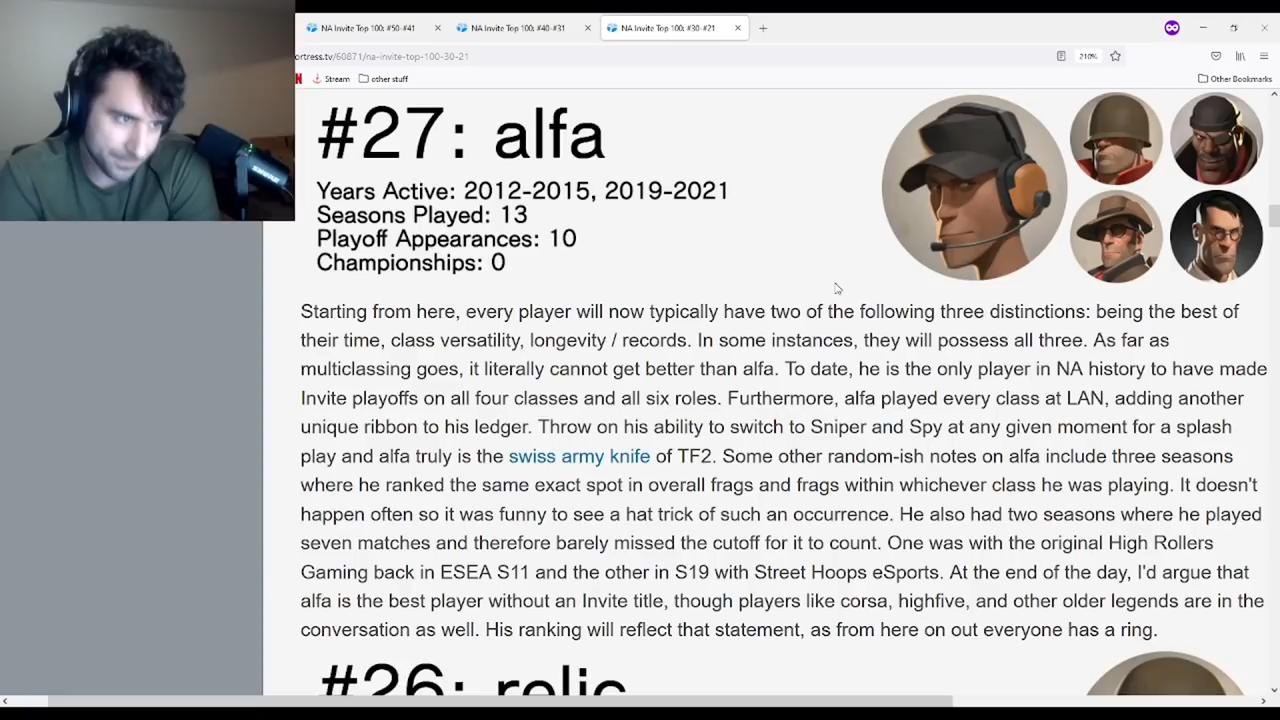 NA Invite Top 100: #50-#41
NA Invite Top 100: #40-#31
NA Invite Top 100: #30-#21
ortress.tv/60871/na-invite-top-100-30-21
210%
Stream
other stuff
Other Bookmarks
#27: alfa
Years Active: 2012-2015, 2019-2021
Seasons Played: 13
Playoff Appearances: 10
Championships: 0
Starting from here, every player will now typically have two of the following three distinctions: being the best of
their time, class versatility, longevity / records. In some instances, they will possess all three. As far as
multiclassing goes, it literally cannot get better than alfa. To date, he is the only player in NA history to have made
Invite playoffs on all four classes and all six roles. Furthermore, alfa played every class at LAN, adding another
unique ribbon to his ledger. Throw on his ability to switch to Sniper and Spy at any given moment for a splash
play and alfa truly is the swiss army knife of TF2. Some other random-ish notes on alfa include three seasons
where he ranked the same exact spot in overall frags and frags within whichever class he was playing. It doesn't
happen often so it was funny to see a hat trick of such an occurrence. He also had two seasons where he played
seven matches and therefore barely missed the cutoff for it to count. One was with the original High Rollers
Gaming back in ESEA S11 and the other in S19 with Street Hoops eSports. At the end of the day, I'd argue that
alfa is the best player without an Invite title, though players like corsa, highfive, and other older legends are in the
conversation as well. His ranking will reflect that statement, as from here on out everyone has a ring.
#26: relic
SHURE